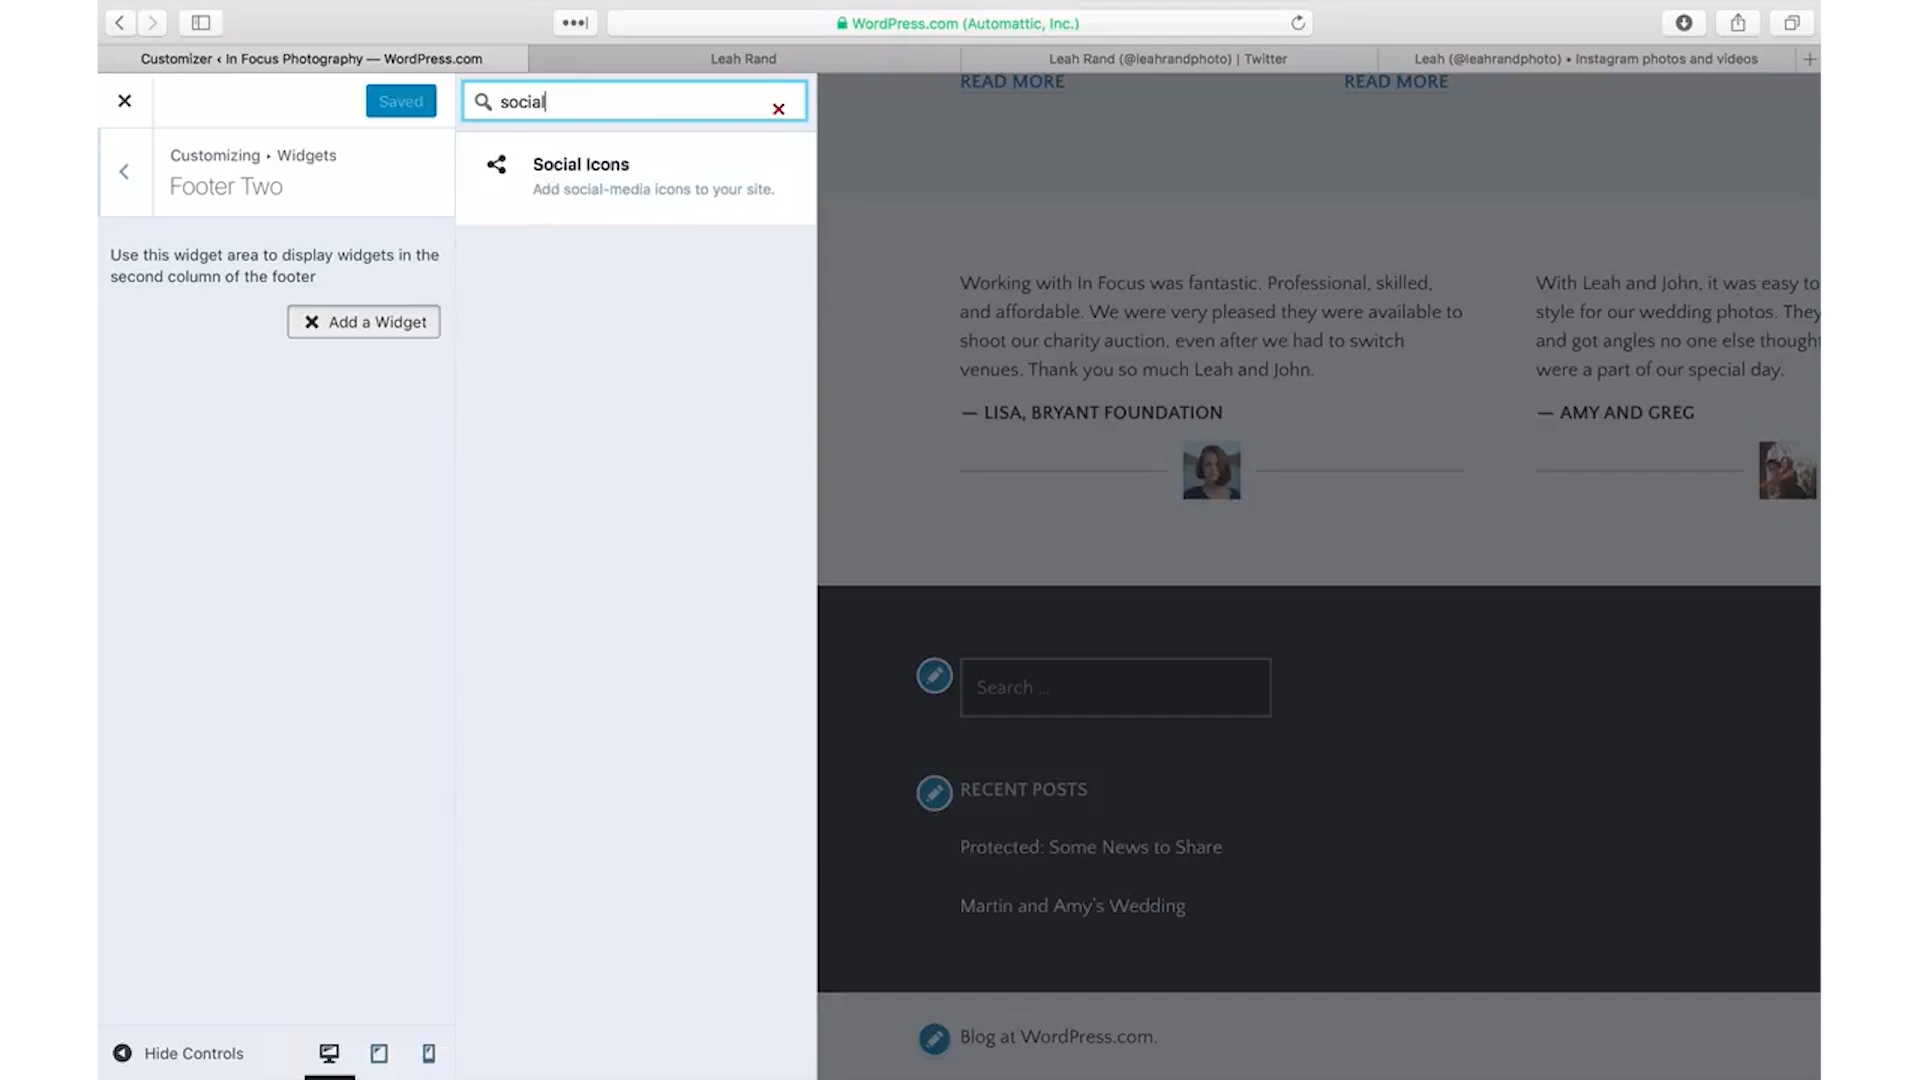 WordPress.com (Automattic, Inc.)
Customizer ‹ In Focus Photography — WordPress.com
Leah Rand
Leah Rand (@leahrandphoto) | Twitter
Leah (@leahrandphoto) • Instagram photos and videos
Saved
social
Customizing ▸ Widgets
Footer Two
Social Icons
Add social-media icons to your site.
Use this widget area to display widgets in the
second column of the footer
Add a Widget
READ MORE
READ MORE
Working with In Focus was fantastic. Professional, skilled,
and affordable. We were very pleased they were available to
shoot our charity auction, even after we had to switch
venues. Thank you so much Leah and John.
— LISA, BRYANT FOUNDATION
With Leah and John, it was easy to
style for our wedding photos. They
and got angles no one else thought
were a part of our special day.
— AMY AND GREG
Search ...
RECENT POSTS
Protected: Some News to Share
Martin and Amy's Wedding
Blog at WordPress.com.
Hide Controls